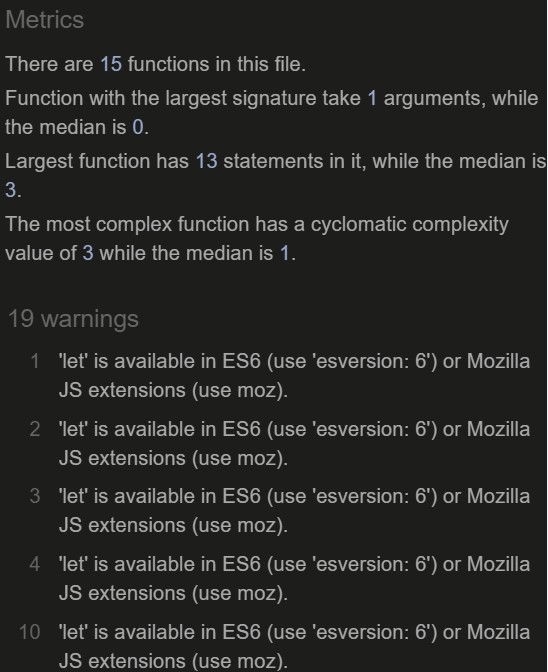 Metrics
There are 15 functions in this file.
Function with the largest signature take 1 arguments, while
the median is 0.
Largest function has 13 statements in it, while the median is
3.
The most complex function has a cyclomatic complexity
value of 3 while the median is 1.
19 warnings
1 'let' is available in ES6 (use 'esversion: 6') or Mozilla
JS extensions (use moz).
2 'let' is available in ES6 (use 'esversion: 6') or Mozilla
JS extensions (use moz).
3 'let' is available in ES6 (use 'esversion: 6') or Mozilla
JS extensions (use moz).
4 'let' is available in ES6 (use 'esversion: 6') or Mozilla
JS extensions (use moz).
10 'let' is available in ES6 (use 'esversion: 6') or Mozilla
JS extensions (use moz).